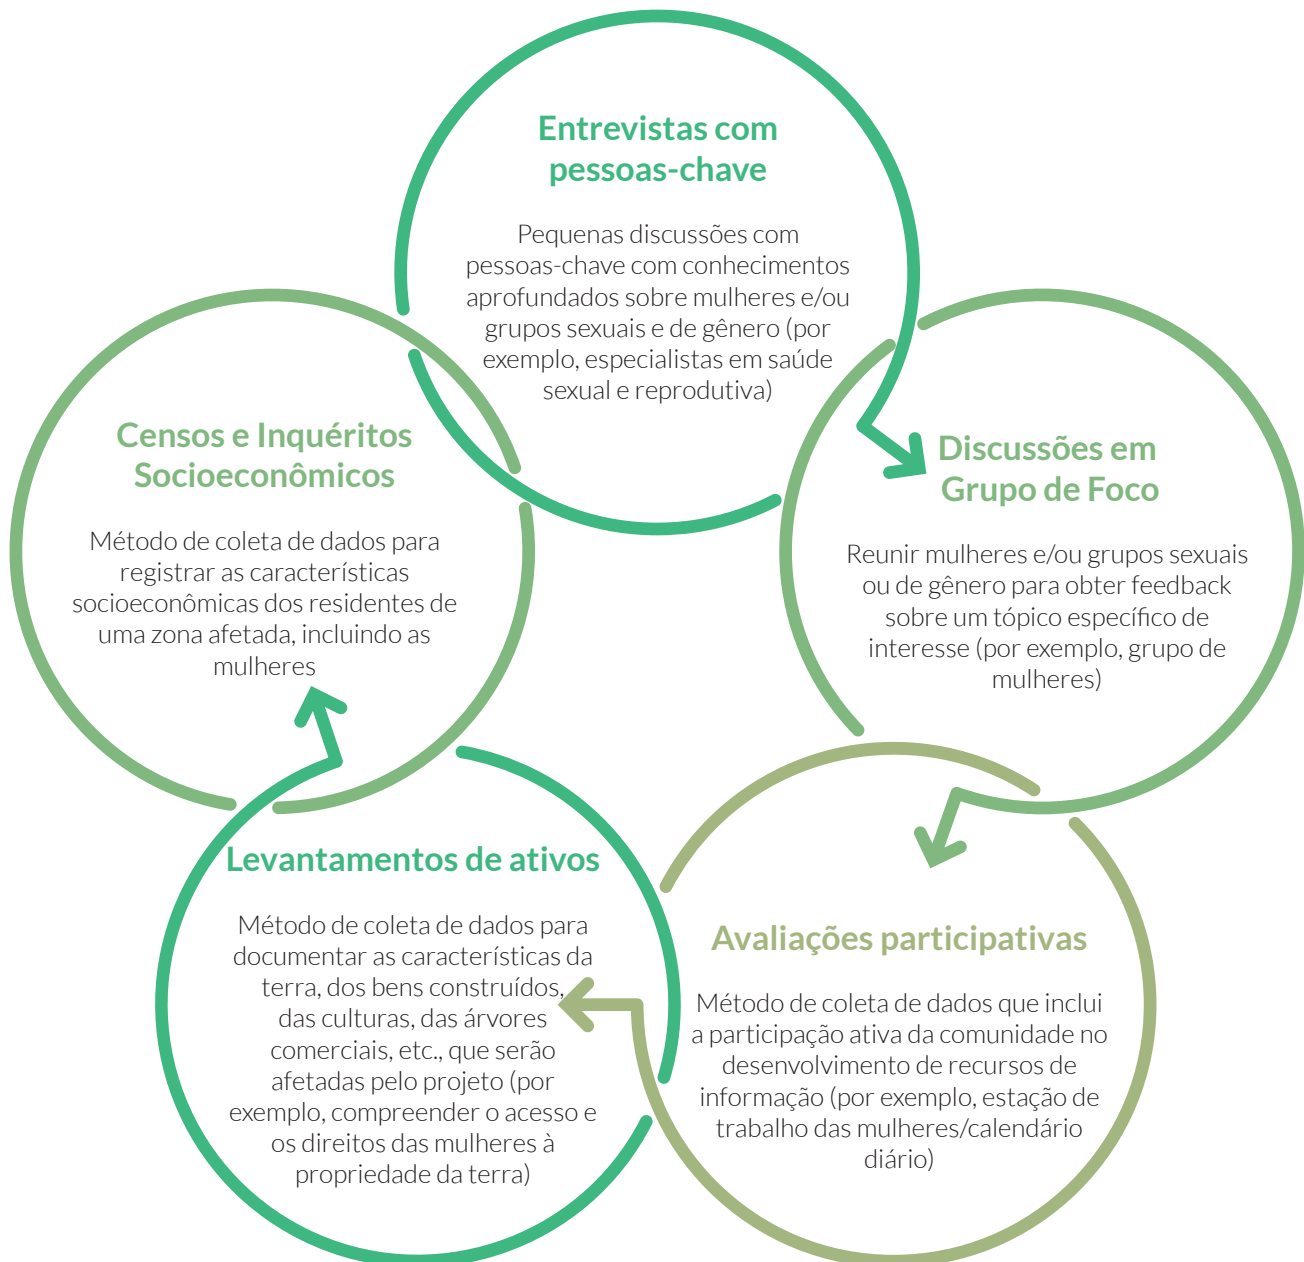 Entrevistas com
pessoas-chave
Pequenas discussões com
pessoas-chave com conhecimentos
aprofundados sobre mulheres e/ou
grupos sexuais e de gênero (por
exemplo, especialistas em saúde
sexual e reprodutiva)
Discussões em
Grupo de Foco
Reunir mulheres e/ou grupos sexuais
ou de gênero para obter feedback
sobre um tópico específico de
interesse (por exemplo, grupo de
mulheres)
Avaliações participativas
Método de coleta de dados que inclui
a participação ativa da comunidade no
desenvolvimento de recursos de
informação (por exemplo, estação de
trabalho das mulheres/calendário
diário)
Levantamentos de ativos
Método de coleta de dados para
documentar as características da
terra, dos bens construídos,
das culturas, das árvores
comerciais, etc., que serão
afetadas pelo projeto (por
exemplo, compreender o acesso e
os direitos das mulheres à
propriedade da terra)
Censos e Inquéritos
Socioeconômicos
Método de coleta de dados para
registrar as características
socioeconômicas dos residentes de
uma zona afetada, incluindo as
mulheres